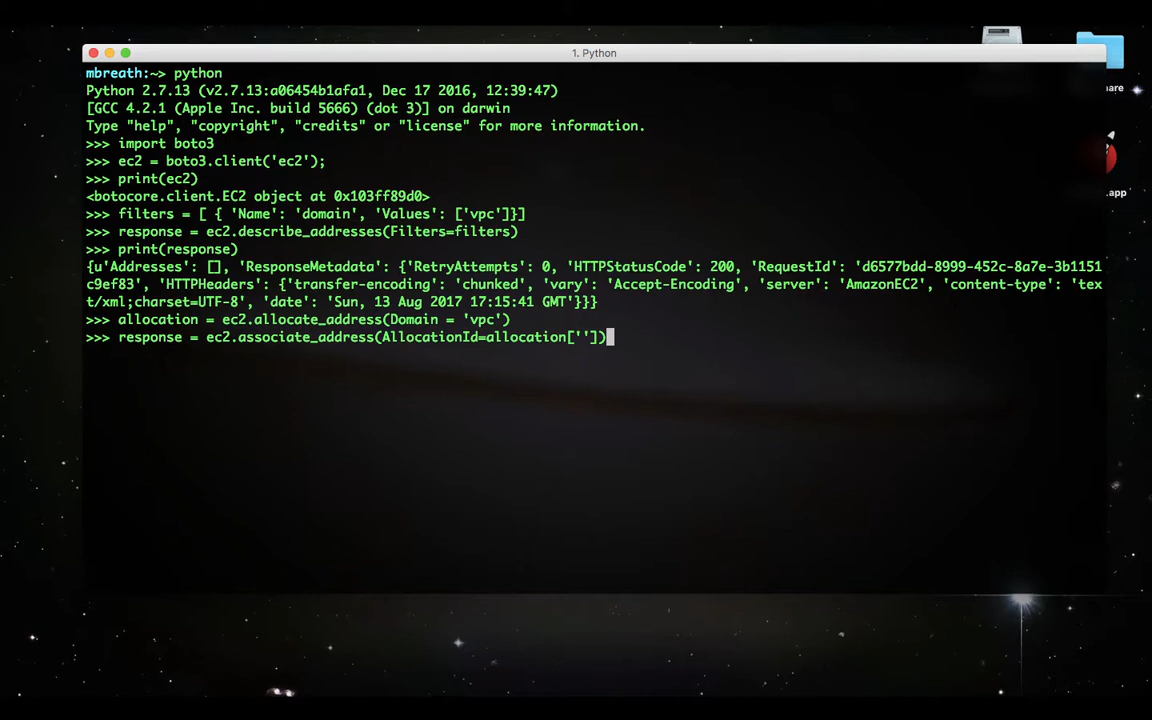 1. Python
mbreath:~> python
Python 2.7.13 (v2.7.13:a06454b1afa1, Dec 17 2016, 12:39:47)
[GCC 4.2.1 (Apple Inc. build 5666) (dot 3)] on darwin
Type "help", "copyright", "credits" or "license" for more information.
>>> import boto3
>>> ec2 = boto3.client('ec2');
>>> print(ec2)
<botocore.client.EC2 object at 0x103ff89d0>
>>> filters = [ { 'Name': 'domain', 'Values': ['vpc']}]
>>> response = ec2.describe_addresses(Filters=filters)
>>> print(response)
{u'Addresses': [], 'ResponseMetadata': {'RetryAttempts': 0, 'HTTPStatusCode': 200, 'RequestId': 'd6577bdd-8999-452c-8a7e-3b1151
c9ef83', 'HTTPHeaders': {'transfer-encoding': 'chunked', 'vary': 'Accept-Encoding', 'server': 'AmazonEC2', 'content-type': 'tex
t/xml;charset=UTF-8', 'date': 'Sun, 13 Aug 2017 17:15:41 GMT'}}}
>>> allocation = ec2.allocate_address(Domain = 'vpc')
>>> response = ec2.associate_address(AllocationId=allocation[''])
are
.app